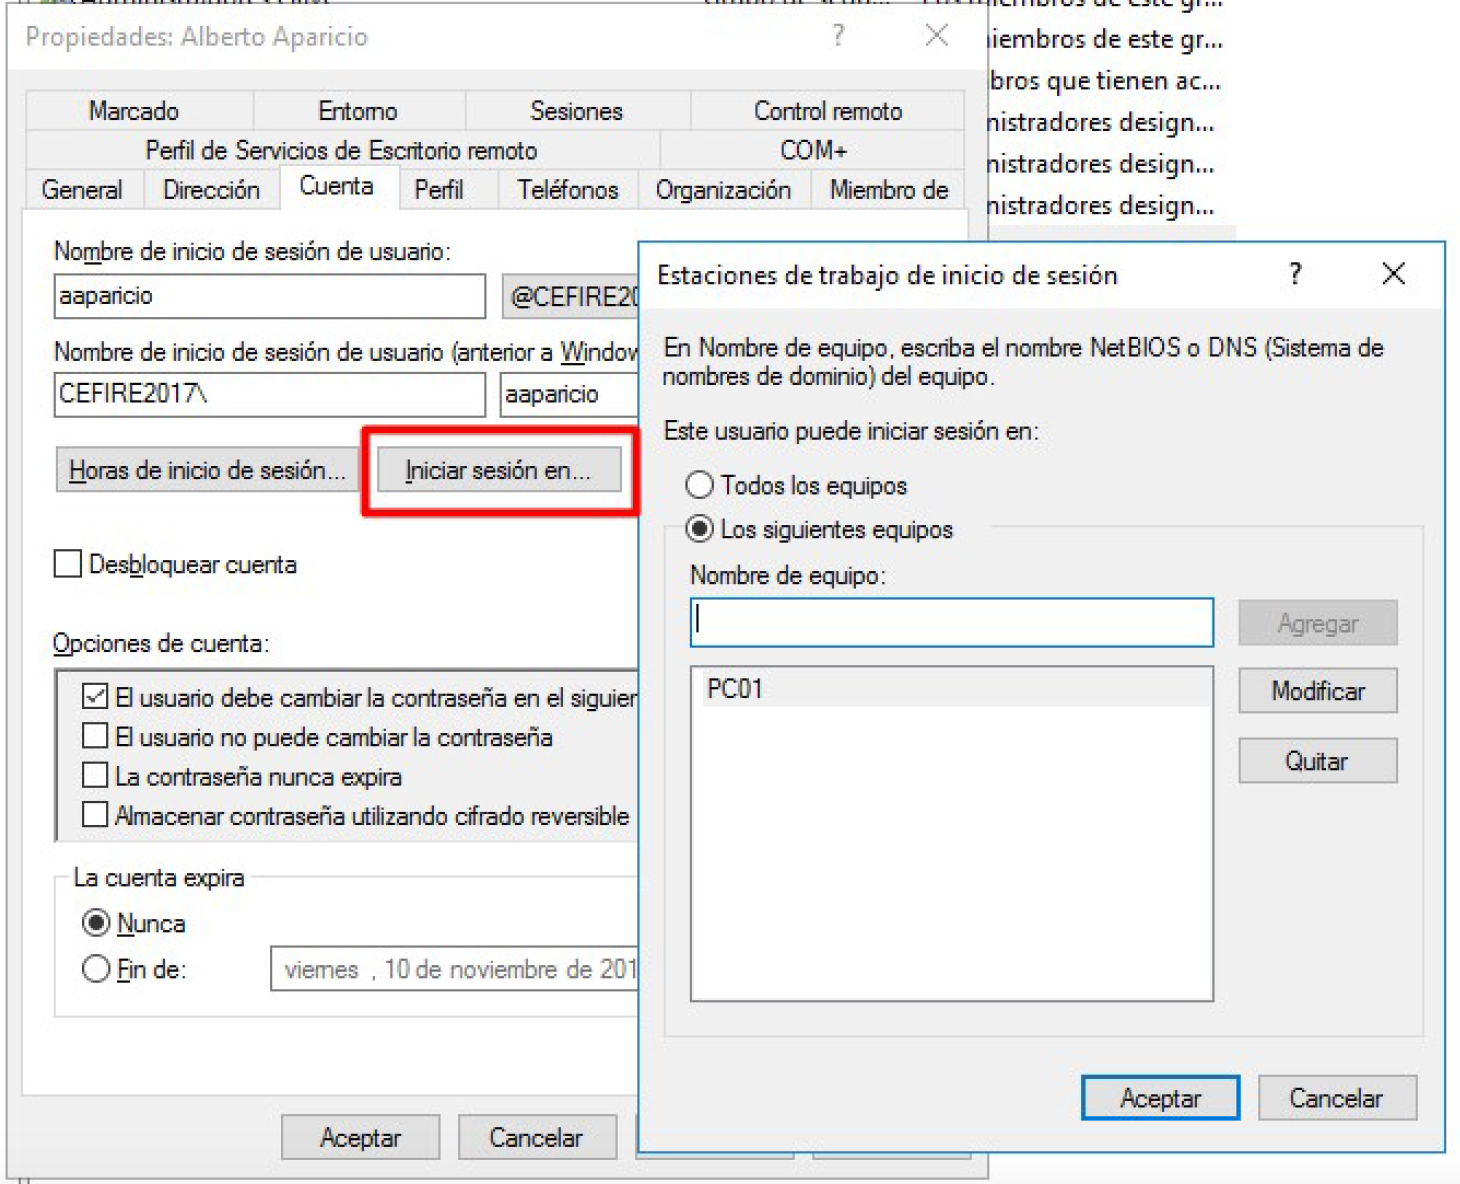 Propiedades: Alberto Aparicio
?
miembros de este gr...
bros que tienen ac...
nistradores design...
nistradores design...
nistradores design...
Marcado Entorno Sesiones Control remoto
Perfil de Servicios de Escritorio remoto COM+
General Dirección Cuenta Perfil Teléfonos Organización Miembro de
Nombre de inicio de sesión de usuario:
aaparicio
@CEFIRE20
Nombre de inicio de sesión de usuario (anterior a Window
CEFIRE2017\
aaparicio
Horas de inicio de sesión...
Iniciar sesión en...
Desbloquear cuenta
Opciones de cuenta:
El usuario debe cambiar la contraseña en el siguien
El usuario no puede cambiar la contraseña
La contraseña nunca expira
Almacenar contraseña utilizando cifrado reversible
La cuenta expira
Nunca
Fin de:
viernes , 10 de noviembre de 201
Aceptar Cancelar
Estaciones de trabajo de inicio de sesión
?
En Nombre de equipo, escriba el nombre NetBIOS o DNS (Sistema de
nombres de dominio) del equipo.
Este usuario puede iniciar sesión en:
Todos los equipos
Los siguientes equipos
Nombre de equipo:
Agregar
PC01
Modificar
Quitar
Aceptar Cancelar